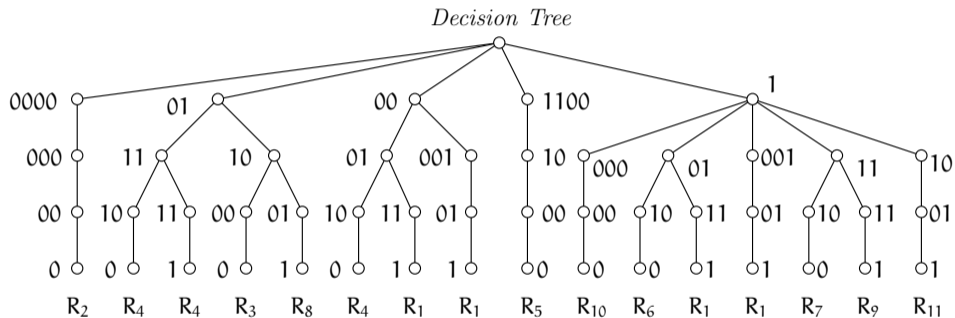 Decision Tree
0000 01 00 1100 1
000 11 10 01 001 10 000 01 001 11 10
00 10 11 00 01 10 11 01 00 00 10 11 01 10 11 01
0 0 1 0 1 0 1 1 0 0 0 1 1 0 1 1
R₂ R₄ R₄ R₃ R₈ R₄ R₁ R₁ R₅ R₁₀ R₆ R₁ R₁ R₇ R₉ R₁₁